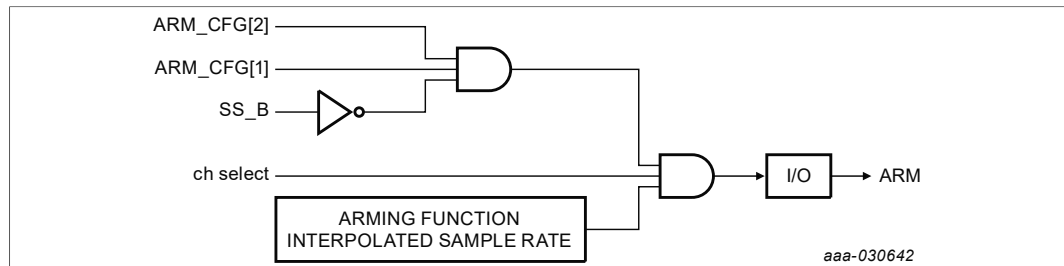 ARM_CFG[2]
ARM_CFG[1]
SS_B
ch select
I/O
ARM
ARMING FUNCTION
INTERPOLATED SAMPLE RATE
aaa-030642